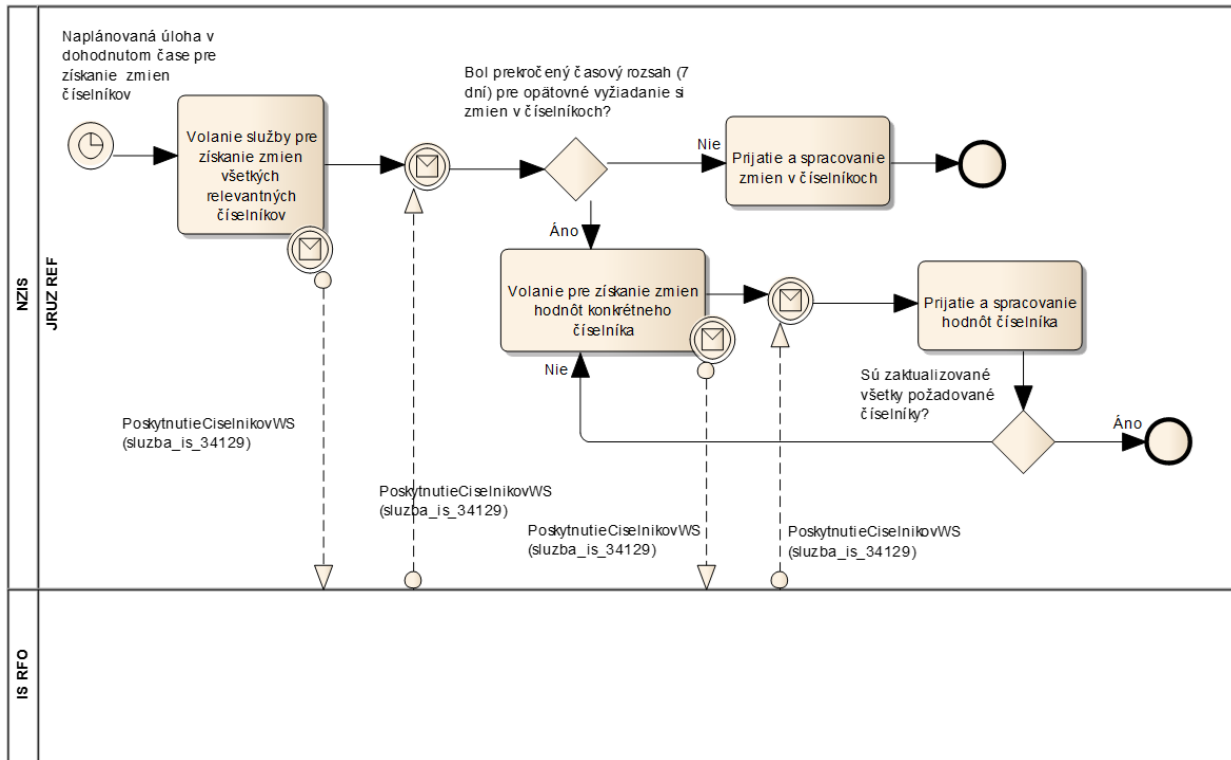 NZIS
JRUZ REF
Naplánovaná úloha v
dohodnutom čase pre
získanie zmien
číselníkov
Volanie služby pre
získanie zmien
všetkých
relevantných
číselníkov
Bol prekročený časový rozsah (7
dní) pre opätovné vyžiadanie si
zmien v číselníkoch?
Nie
Prijatie a spracovanie
zmien v číselníkoch
Áno
Volanie pre získanie zmien
hodnôt konkrétneho
číselníka
Prijatie a spracovanie
hodnôt číselníka
Nie
Sú zaktualizované
všetky požadované
číselníky?
Áno
PoskytnutieCiselnikovWS
(sluzba_is_34129)
PoskytnutieCiselnikovWS
(sluzba_is_34129)
PoskytnutieCiselnikovWS
(sluzba_is_34129)
PoskytnutieCiselnikovWS
(sluzba_is_34129)
IS RFO